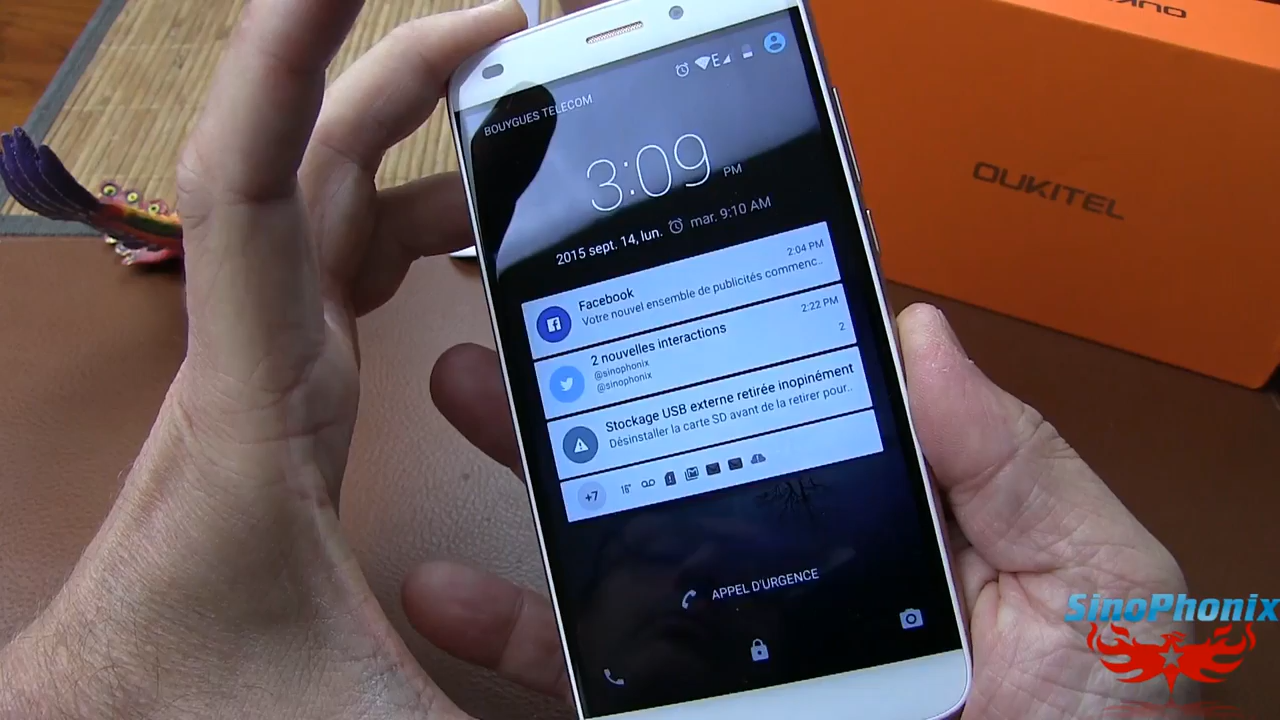 OUKITEL
E
BOUYGUES TELECOM
3:09 PM
2015 sept. 14, lun. mar. 9:10 AM
Facebook 2:04 PM
Votre nouvel ensemble de publicités commenc..
2 nouvelles interactions 2:22 PM
@sinophonix 2
@sinophonix
Stockage USB externe retirée inopinément
Désinstaller la carte SD avant de la retirer pour..
+7 16°
APPEL D'URGENCE
OUKITEL
SinoPhonix